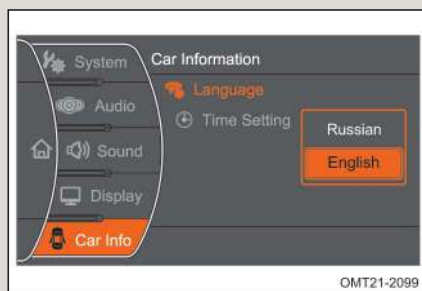 System
Audio
Sound
Display
Car Info
Car Information
Language
Time Setting
Russian
English
OMT21-2099